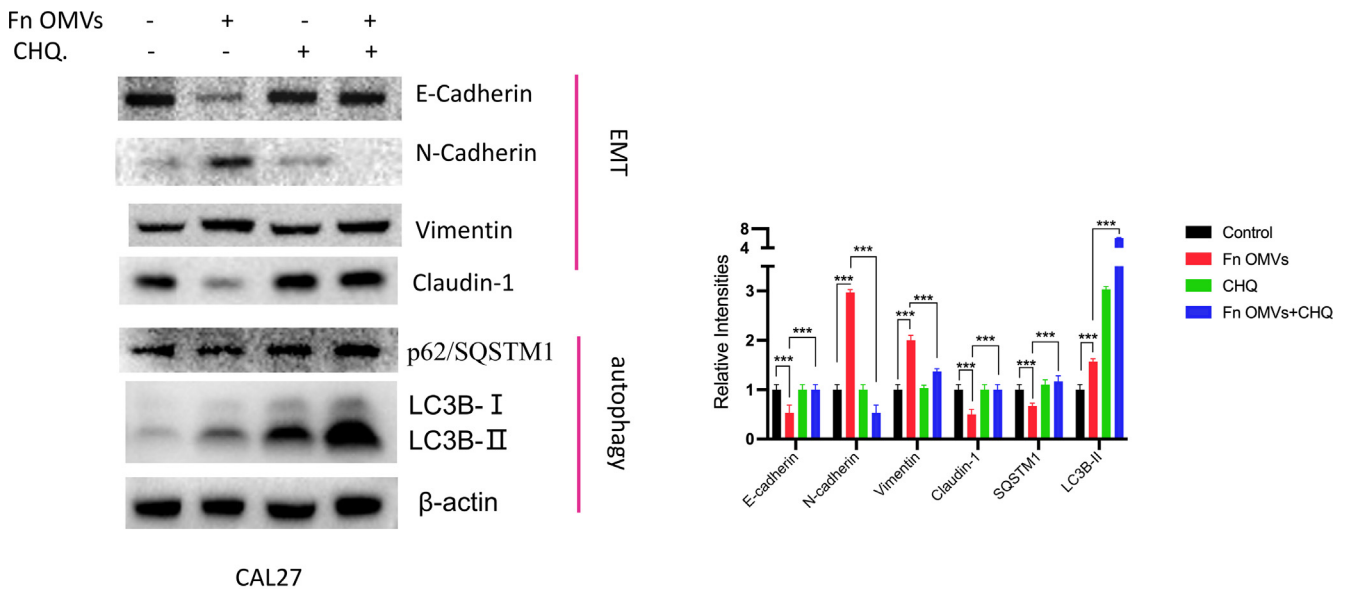 Fn OMVs - + - +
CHQ. - - + +
E-Cadherin
N-Cadherin
Vimentin
Claudin-1
EMT
p62/SQSTM1
LC3B-Ⅰ
LC3B-Ⅱ
β-actin
autophagy
CAL27
Relative Intensities
8
4
3
2
1
0
*** *** *** *** *** *** *** *** *** *** *** ***
E-cadherin
N-cadherin
Vimentin
Claudin-1
SQSTM1
LC3B-II
Control
Fn OMVs
CHQ
Fn OMVs+CHQ